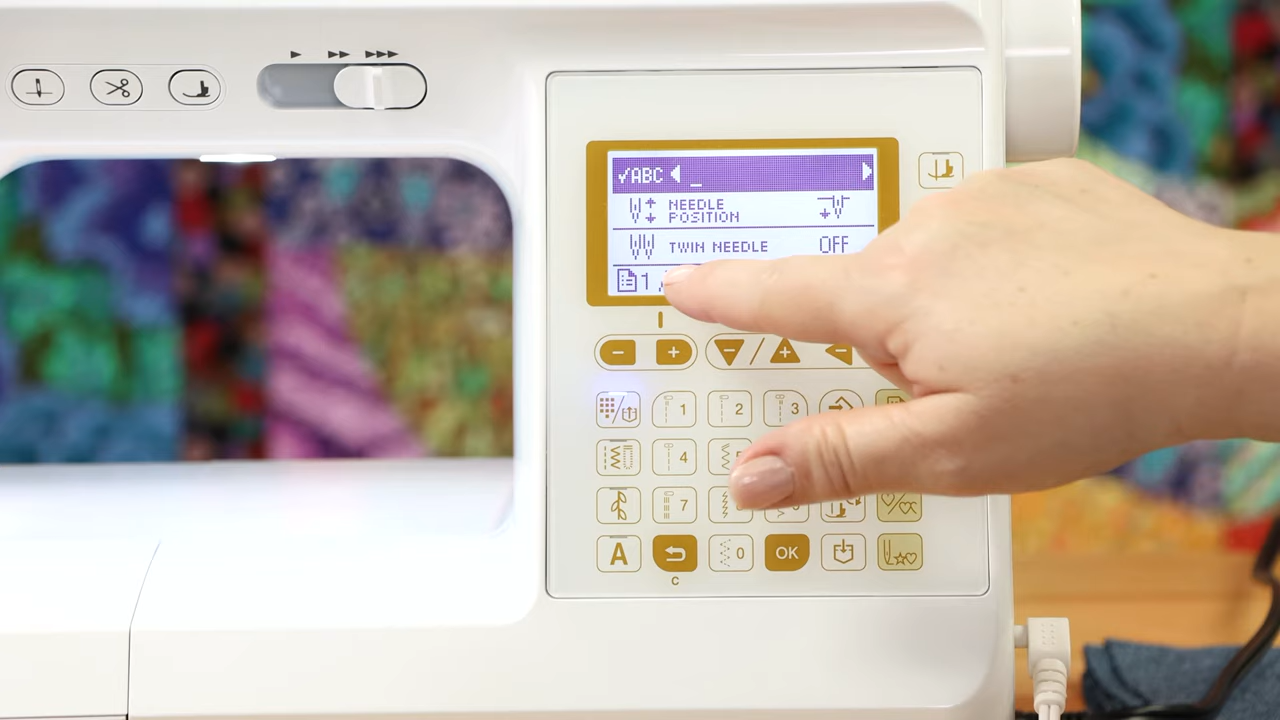 √ABC _
NEEDLE
POSITION
TWIN NEEDLE OFF
1
- + - / +
1 2 3
4
7
A 0 OK
C